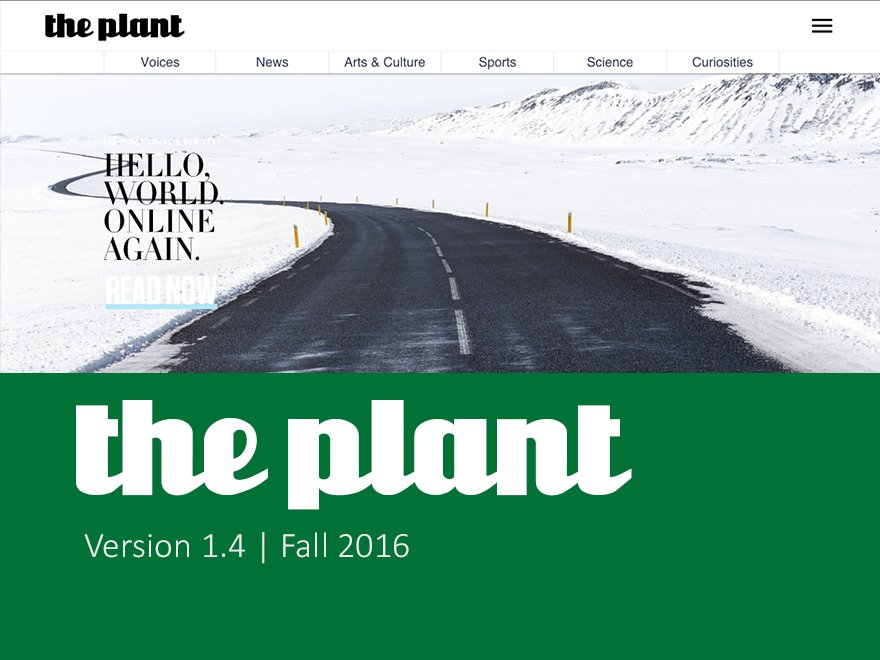 the plant
Voices
News
Arts & Culture
Sports
Science
Curiosities
HELLO,
WORLD.
ONLINE
AGAIN.
READ NOW
the plant
Version 1.4 | Fall 2016